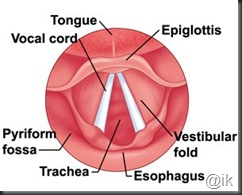 Tongue
Vocal cord
Epiglottis
Pyriform
fossa
Vestibular
fold
Trachea
Esophagus
@ik